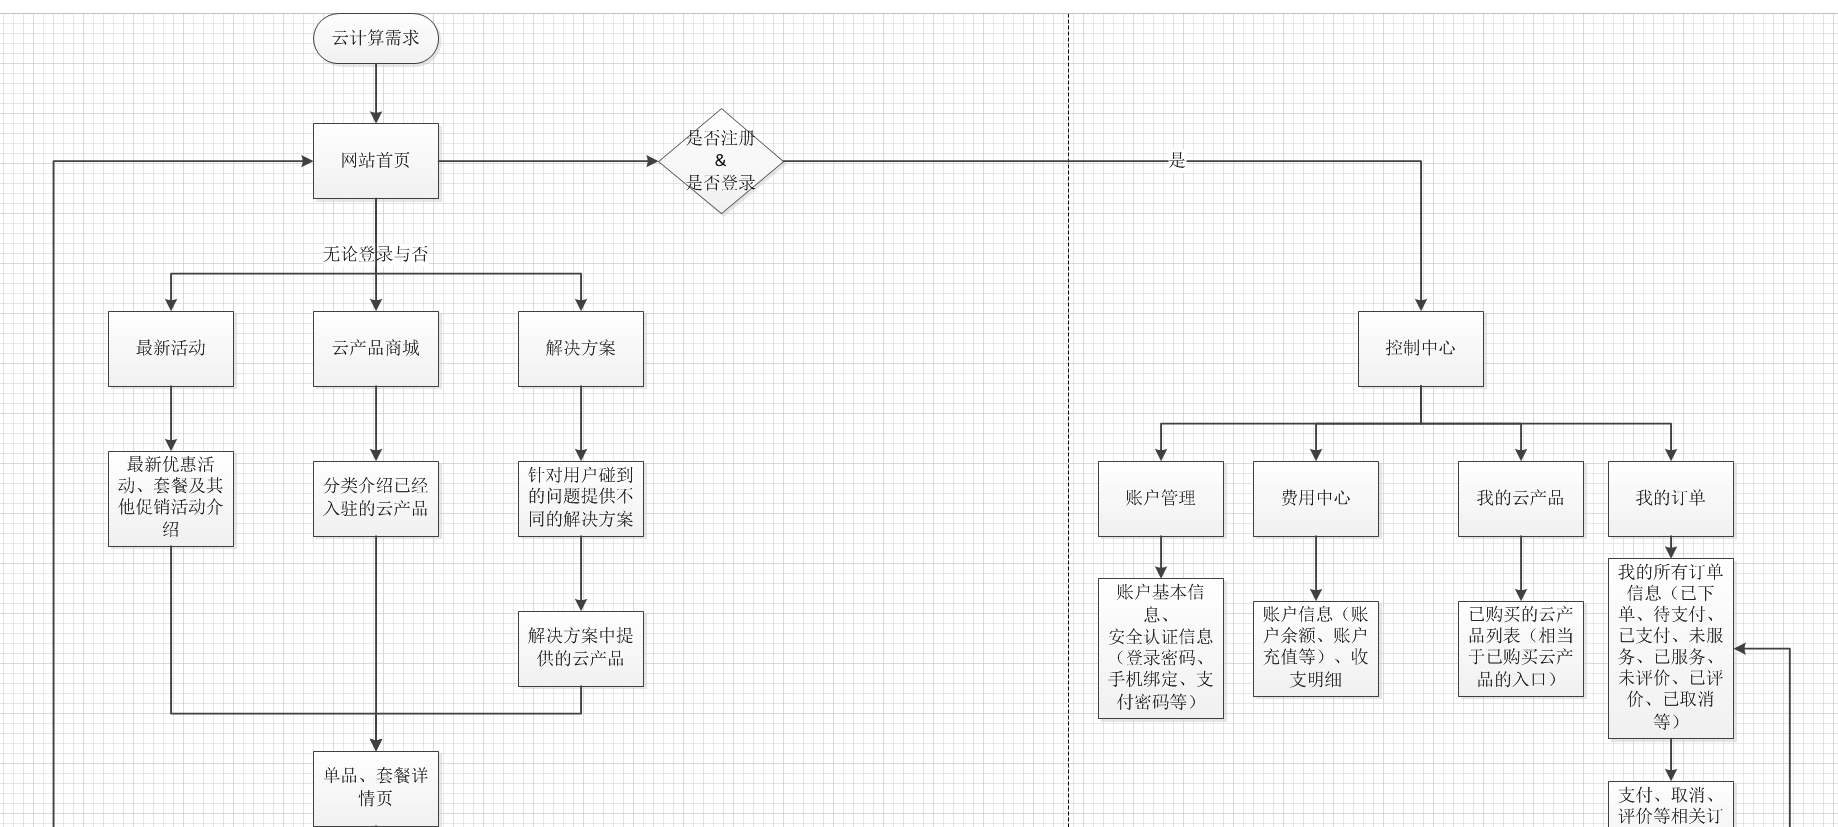 云计算需求
网站首页
是否注册
&
是否登录
是
无论登录与否
最新活动
云产品商城
解决方案
控制中心
最新优惠活
动、套餐及其
他促销活动介
绍
分类介绍已经
入驻的云产品
针对用户碰到
的问题提供不
同的解决方案
账户管理
费用中心
我的云产品
我的订单
解决方案中提
供的云产品
账户基本信
息、
安全认证信息
（登录密码、
手机绑定、支
付密码等）
账户信息（账
户余额、账户
充值等）、收
支明细
已购买的云产
品列表（相当
于已购买云产
品的入口）
我的所有订单
信息（已下
单、待支付、
已支付、未服
务、已服务、
未评价、已评
价、已取消
等）
单品、套餐详
情页
支付、取消、
评价等相关订